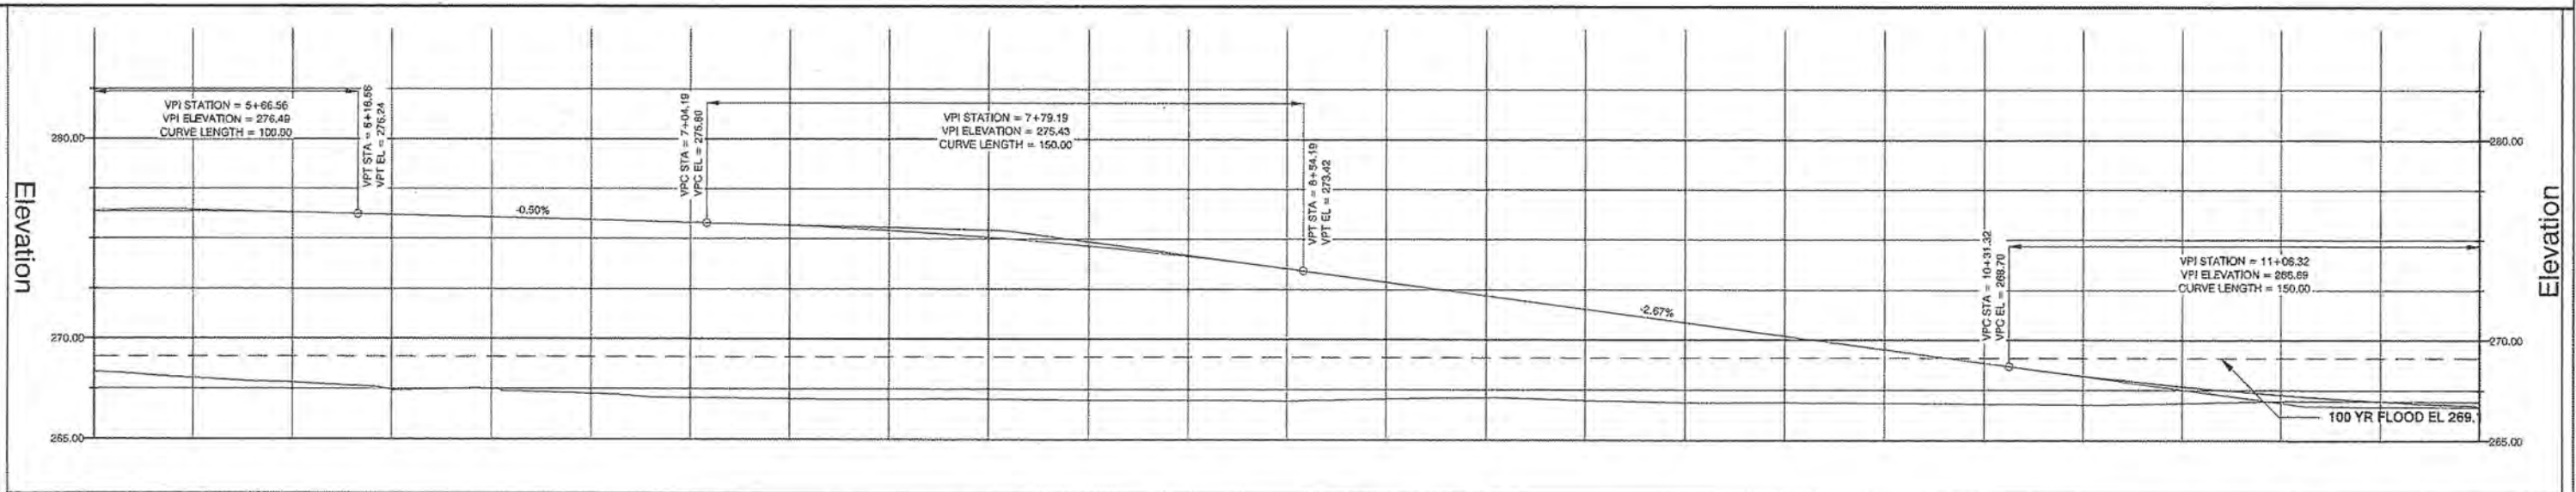 VPI STATION = 5+66.56
VPI ELEVATION = 276.49
CURVE LENGTH = 100.00
VPT STA = 6+16.56
VPT EL = 276.24
VPC STA = 7+04.19
VPC EL = 275.80
VPI STATION = 7+79.19
VPI ELEVATION = 275.43
CURVE LENGTH = 150.00
VPT STA = 8+54.19
VPT EL = 273.42
VPC STA = 10+31.32
VPC EL = 268.70
VPI STATION = 11+06.32
VPI ELEVATION = 266.69
CURVE LENGTH = 150.00
280.00
280.00
Elevation
Elevation
-0.50%
-2.67%
270.00
270.00
100 YR FLOOD EL 269.1
265.00
265.00